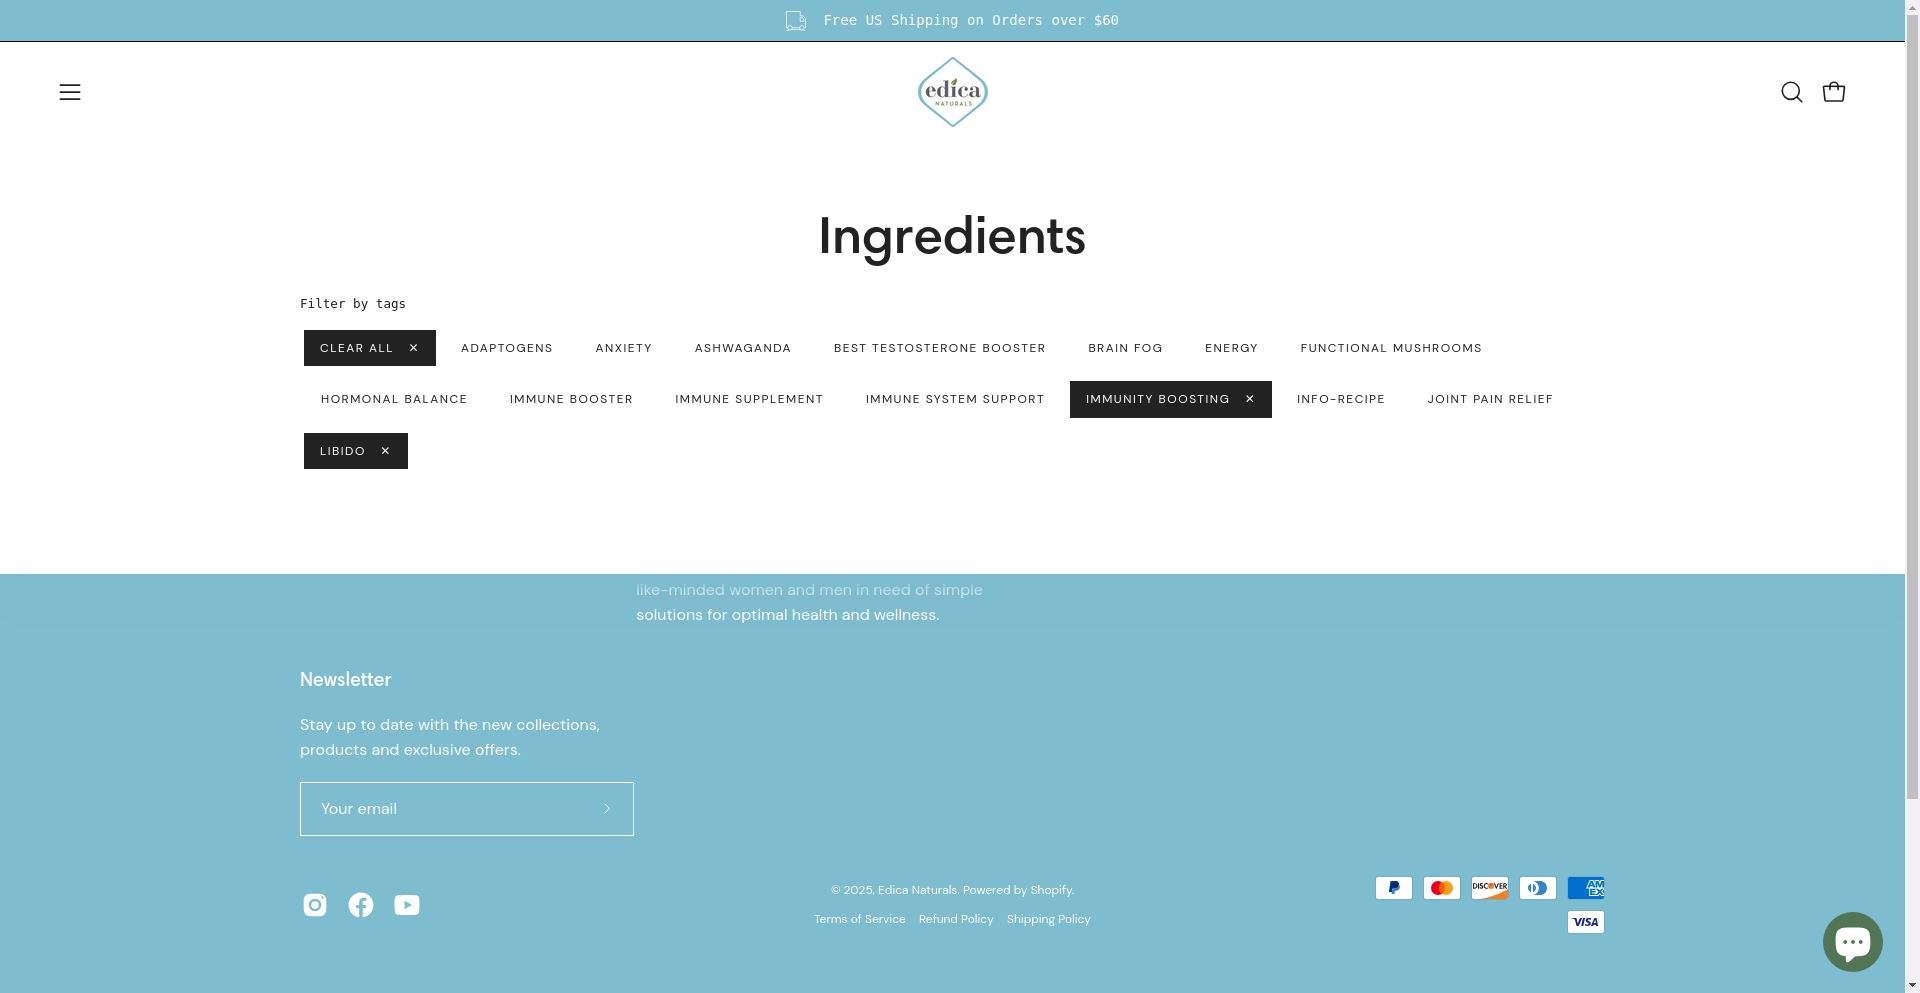 Free US Shipping on Orders over $60
edica
NATURALS
Ingredients
Filter by tags
CLEAR ALL ×
ADAPTOGENS
ANXIETY
ASHWAGANDA
BEST TESTOSTERONE BOOSTER
BRAIN FOG
ENERGY
FUNCTIONAL MUSHROOMS
HORMONAL BALANCE
IMMUNE BOOSTER
IMMUNE SUPPLEMENT
IMMUNE SYSTEM SUPPORT
IMMUNITY BOOSTING ×
INFO-RECIPE
JOINT PAIN RELIEF
LIBIDO ×
like-minded women and men in need of simple
solutions for optimal health and wellness.
Newsletter
Stay up to date with the new collections,
products and exclusive offers.
Your email
© 2025, Edica Naturals. Powered by Shopify.
Terms of Service Refund Policy Shipping Policy
DISCOVER
AM
EX
VISA